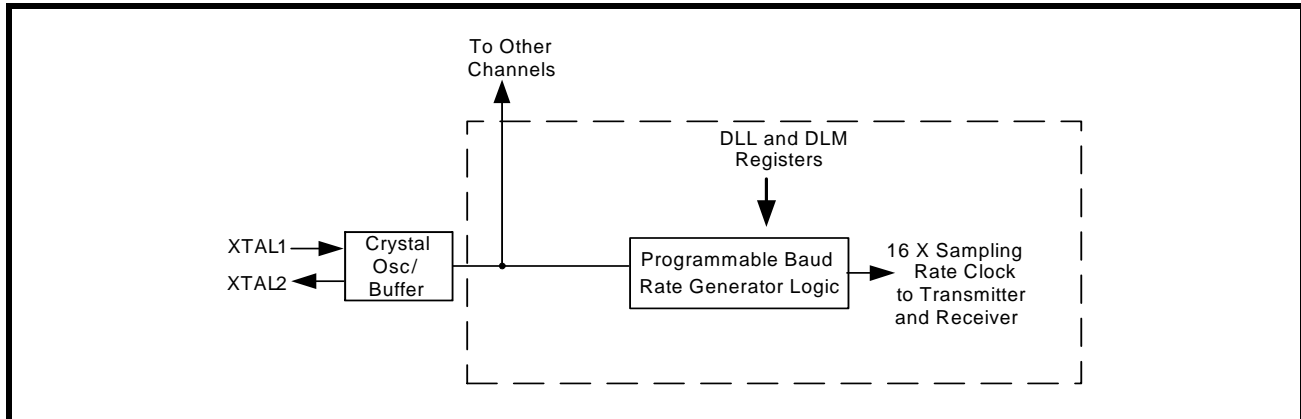 To Other
Channels
DLL and DLM
Registers
XTAL1
XTAL2
Crystal
Osc/
Buffer
Programmable Baud
Rate Generator Logic
16 X Sampling
Rate Clock
to Transmitter
and Receiver